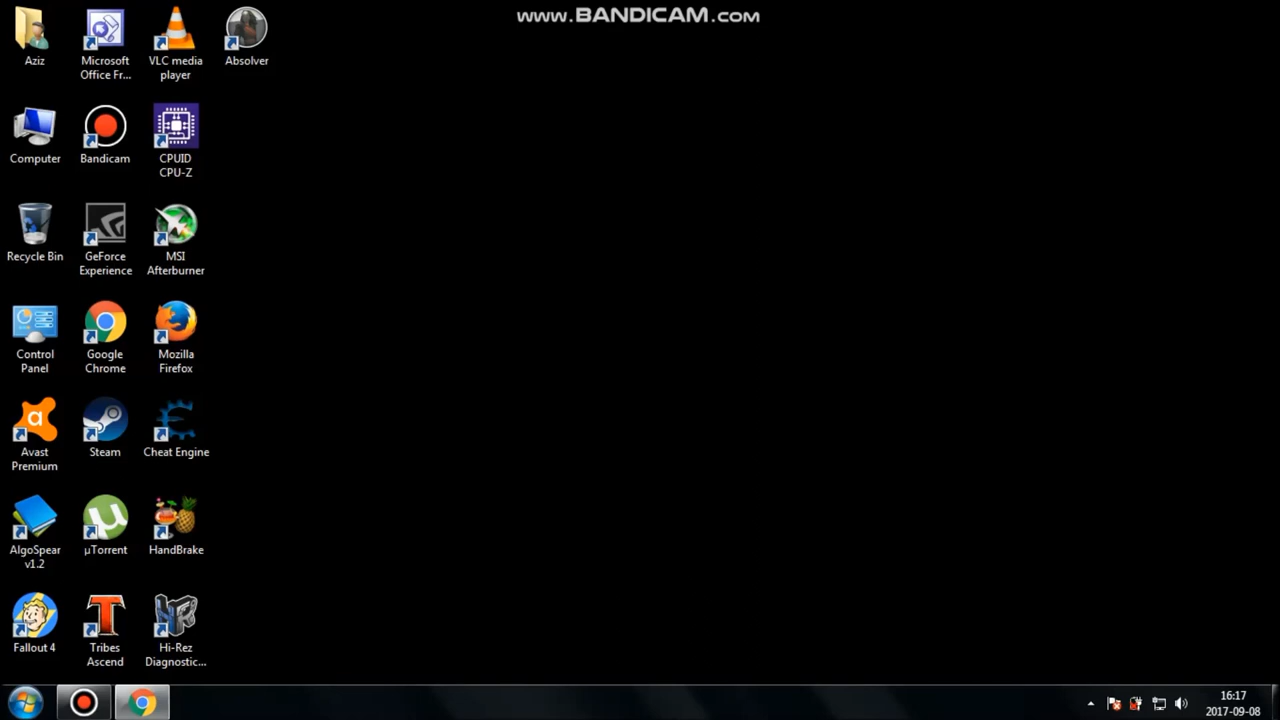 www.BANDICAM.com
Aziz
Microsoft
Office Fr...
VLC media
player
Absolver
Computer
Bandicam
CPUID
CPU-Z
Recycle Bin
GeForce
Experience
MSI
Afterburner
Control
Panel
Google
Chrome
Mozilla
Firefox
Avast
Premium
Steam
Cheat Engine
AlgoSpear
v1.2
µTorrent
HandBrake
Fallout 4
Tribes
Ascend
Hi-Rez
Diagnostic...
16:17
2017-09-08